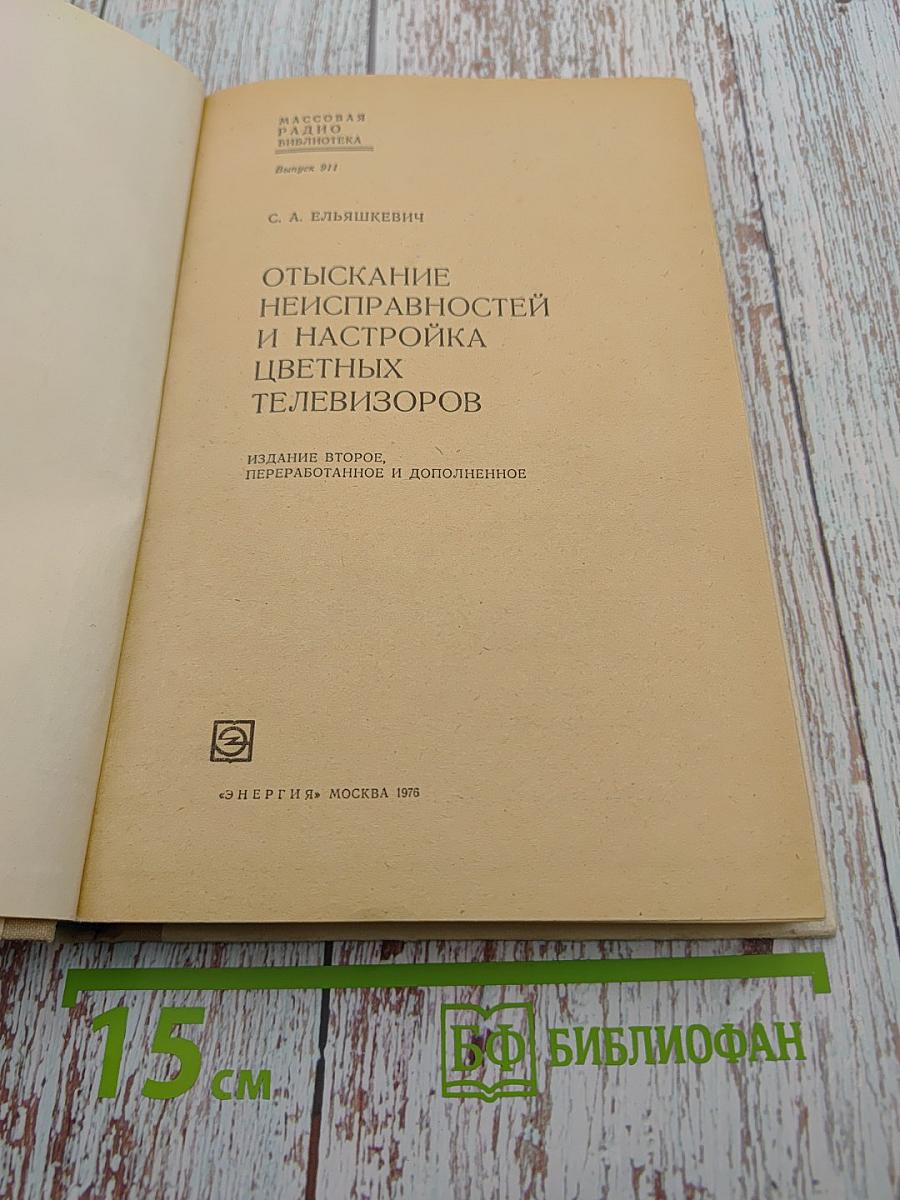 МАССОВАЯ
РАДИО
БИБЛИОТЕКА
Выпуск 911
С. А. ЕЛЬЯШКЕВИЧ
ОТЫСКАНИЕ
НЕИСПРАВНОСТЕЙ
И НАСТРОЙКА
ЦВЕТНЫХ
ТЕЛЕВИЗОРОВ
ИЗДАНИЕ ВТОРОЕ,
ПЕРЕРАБОТАННОЕ И ДОПОЛНЕННОЕ
Э
«ЭНЕРГИЯ» МОСКВА 1976
15 см
БФ БИБЛИОФАН